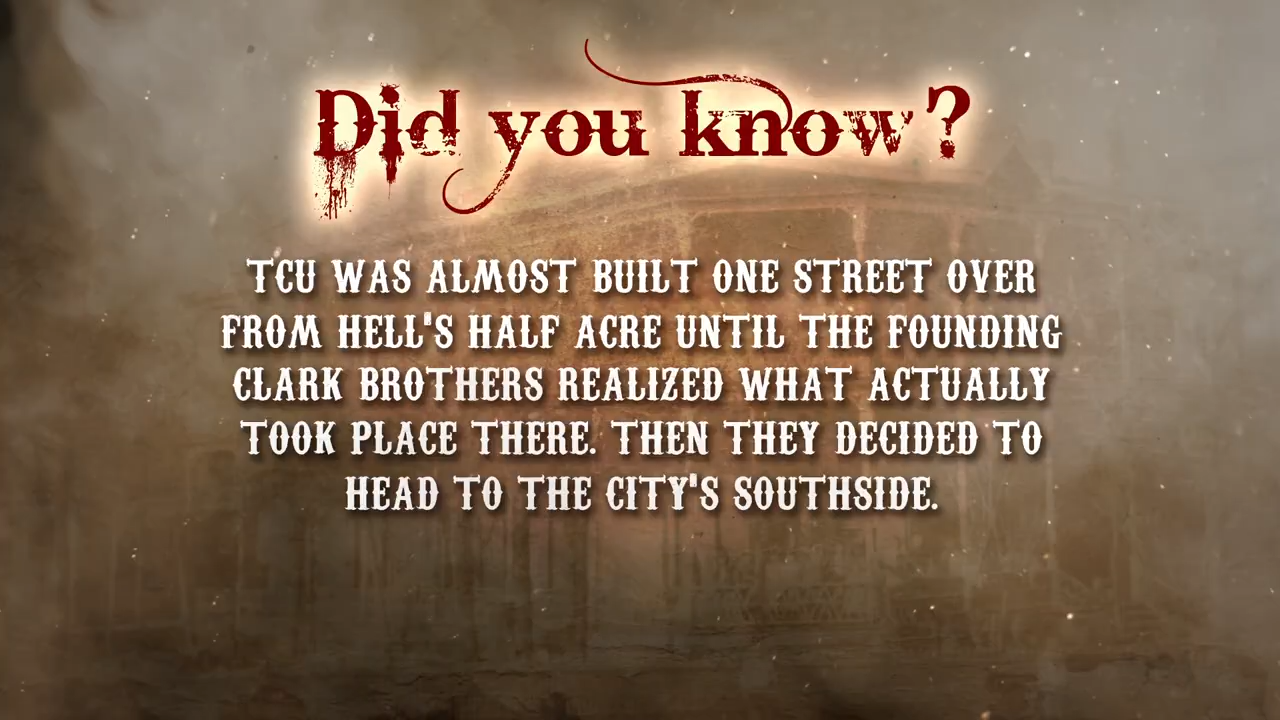 Did you know?
TCU WAS ALMOST BUILT ONE STREET OVER
FROM HELL'S HALF ACRE UNTIL THE FOUNDING
CLARK BROTHERS REALIZED WHAT ACTUALLY
TOOK PLACE THERE. THEN THEY DECIDED TO
HEAD TO THE CITY'S SOUTHSIDE.